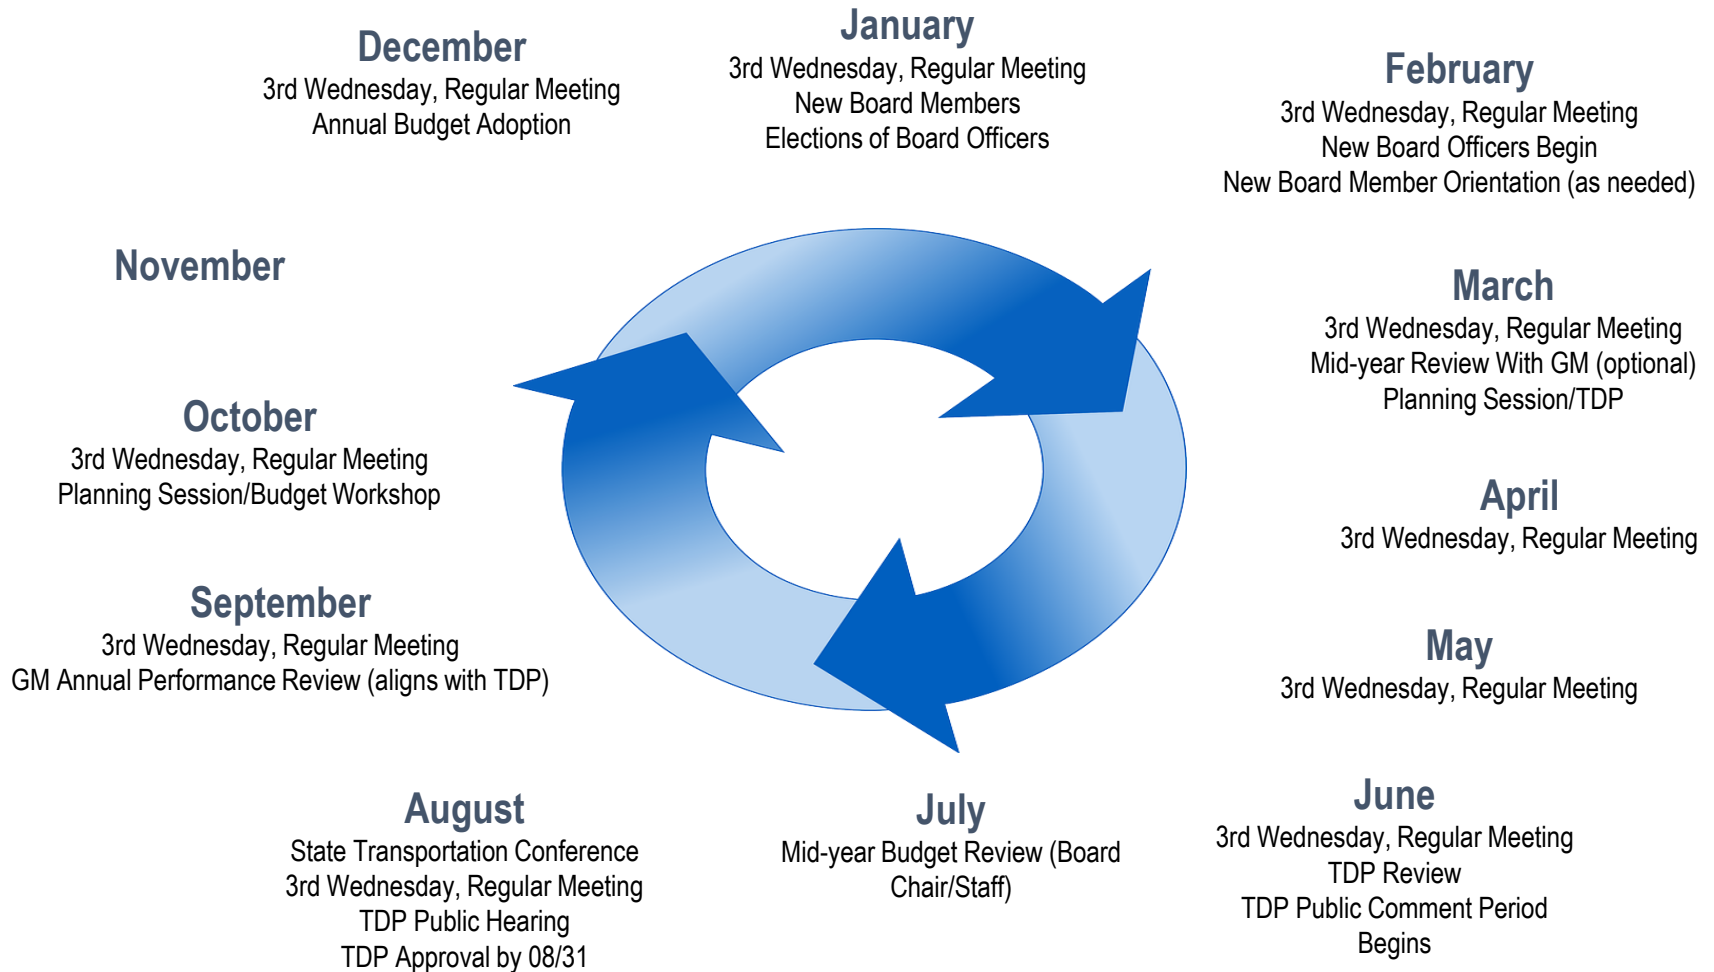 January
3rd Wednesday, Regular Meeting
New Board Members
Elections of Board Officers
February
3rd Wednesday, Regular Meeting
New Board Officers Begin
New Board Member Orientation (as needed)
March
3rd Wednesday, Regular Meeting
Mid-year Review With GM (optional)
Planning Session/TDP
April
3rd Wednesday, Regular Meeting
May
3rd Wednesday, Regular Meeting
June
3rd Wednesday, Regular Meeting
TDP Review
TDP Public Comment Period
Begins
July
Mid-year Budget Review (Board
Chair/Staff)
August
State Transportation Conference
3rd Wednesday, Regular Meeting
TDP Public Hearing
TDP Approval by 08/31
September
3rd Wednesday, Regular Meeting
GM Annual Performance Review (aligns with TDP)
October
3rd Wednesday, Regular Meeting
Planning Session/Budget Workshop
November
December
3rd Wednesday, Regular Meeting
Annual Budget Adoption